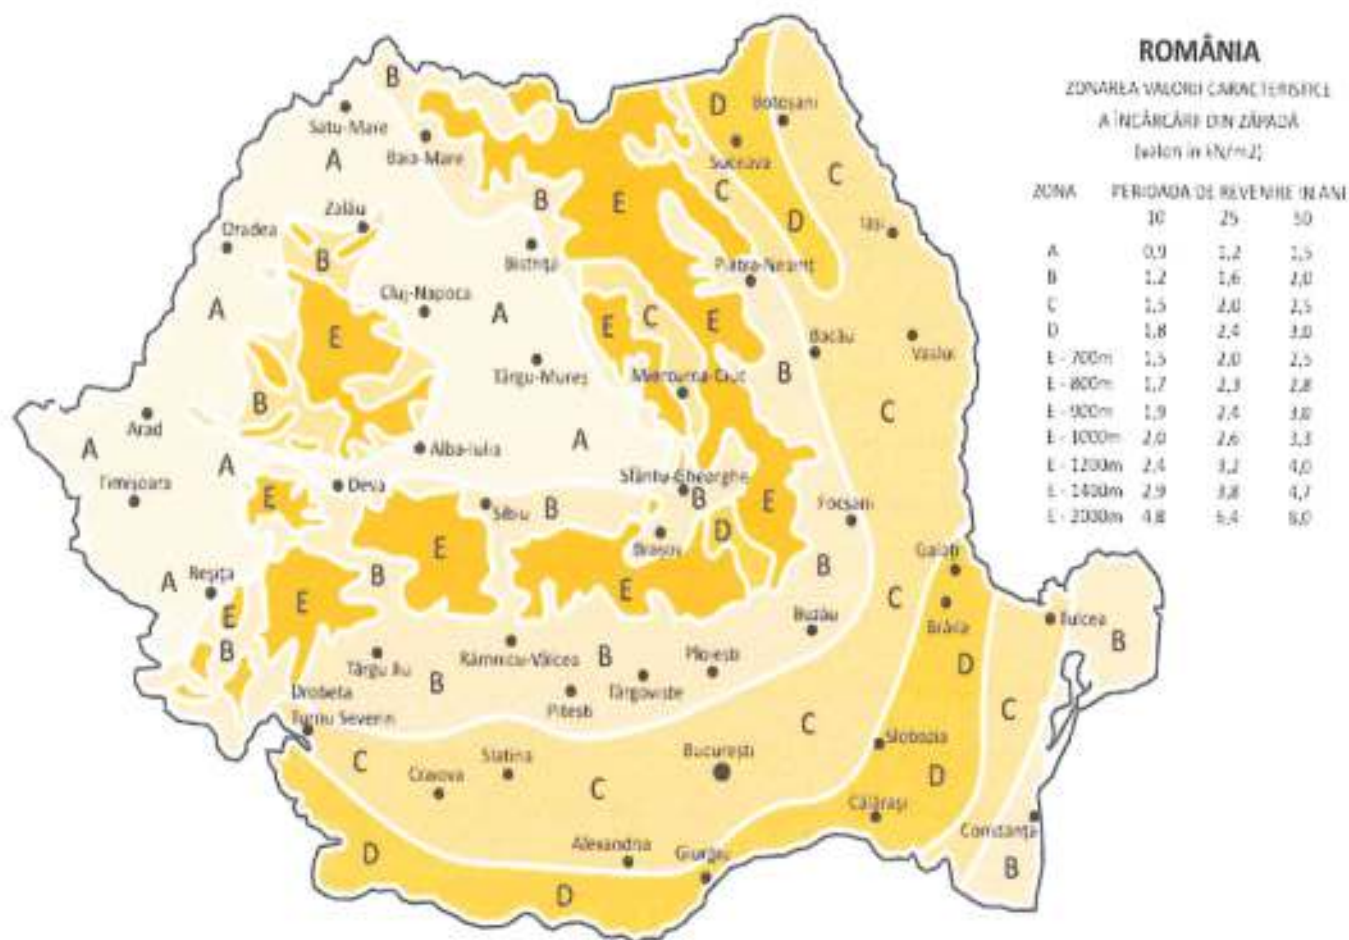 ROMÂNIA
ZONAREA VALORII CARACTERISTICE
A ÎNCĂRCĂRII DIN ZĂPADĂ
(valori in kN/m2)
ZONA PERIOADA DE REVENIRE IN ANI
10 25 50
A 0,9 1,2 1,5
B 1,2 1,6 2,0
C 1,5 2,0 2,5
D 1,8 2,4 3,0
E - 700m 1,5 2,0 2,5
E - 800m 1,7 2,3 2,8
E - 900m 1,9 2,4 3,0
E - 1000m 2,0 2,6 3,3
E - 1200m 2,4 3,2 4,0
E - 1400m 2,9 3,8 4,7
E - 2000m 4,8 6,4 8,0
B
Satu-Mare
A
Baia-Mare
D
Botoșani
Suceava
C
C
E
B
Zalău
Oradea
B
D
Iași
Bistrița
Piatra-Neamț
Cluj-Napoca
A
A
E
E
C
E
Bacău
Vaslui
Târgu-Mureș
Miercurea-Ciuc
B
B
C
Arad
A
A
Alba-Iulia
A
Timișoara
Deva
Sfântu-Gheorghe
E
Sibiu
B
B
E
Focșani
Brașov
D
E
Galați
A
Reșița
B
B
E
E
E
C
Brăila
Tulcea
B
Buzău
B
Târgu Jiu
Râmnicu-Vâlcea
B
Ploiești
D
B
Târgoviște
Pitești
Drobeta
Turnu Severin
C
C
Slobozia
C
Slatina
București
Craiova
C
D
Călărași
Constanța
D
Alexandria
Giurgiu
B
D